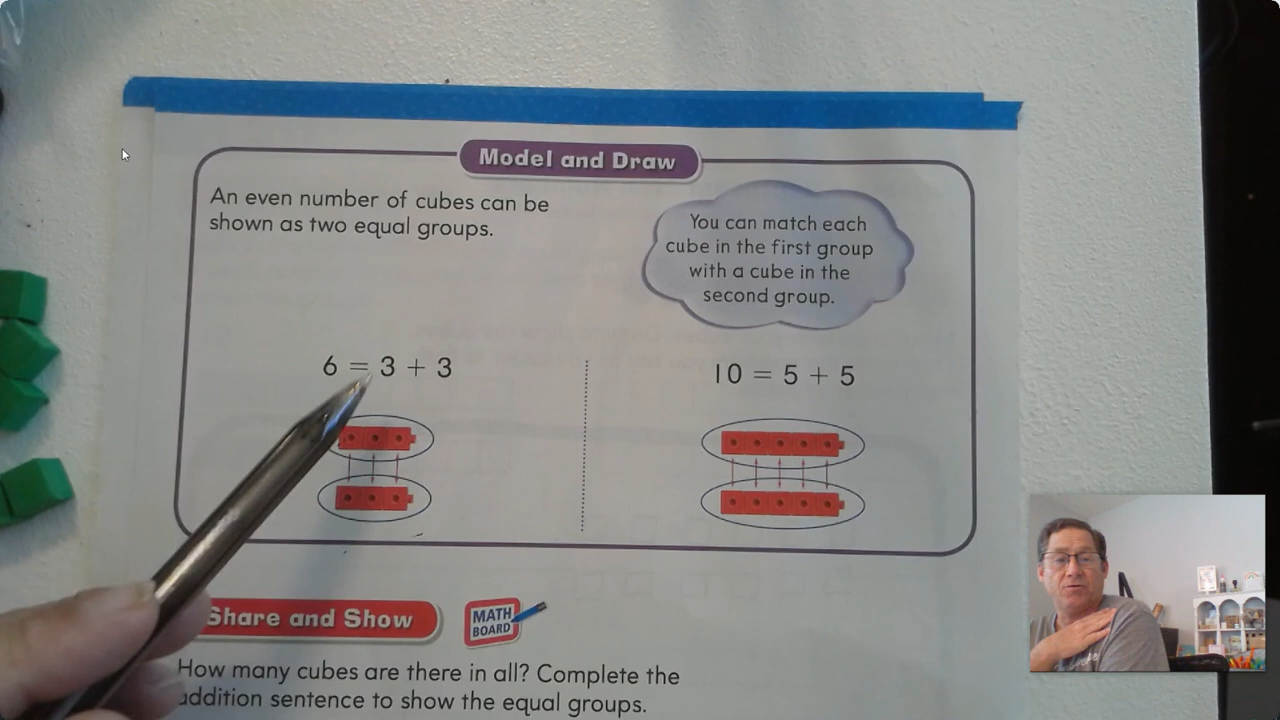 Model and Draw
An even number of cubes can be
shown as two equal groups.
You can match each
cube in the first group
with a cube in the
second group.
6 = 3 + 3
10 = 5 + 5
Share and Show
MATH
BOARD
How many cubes are there in all? Complete the
addition sentence to show the equal groups.